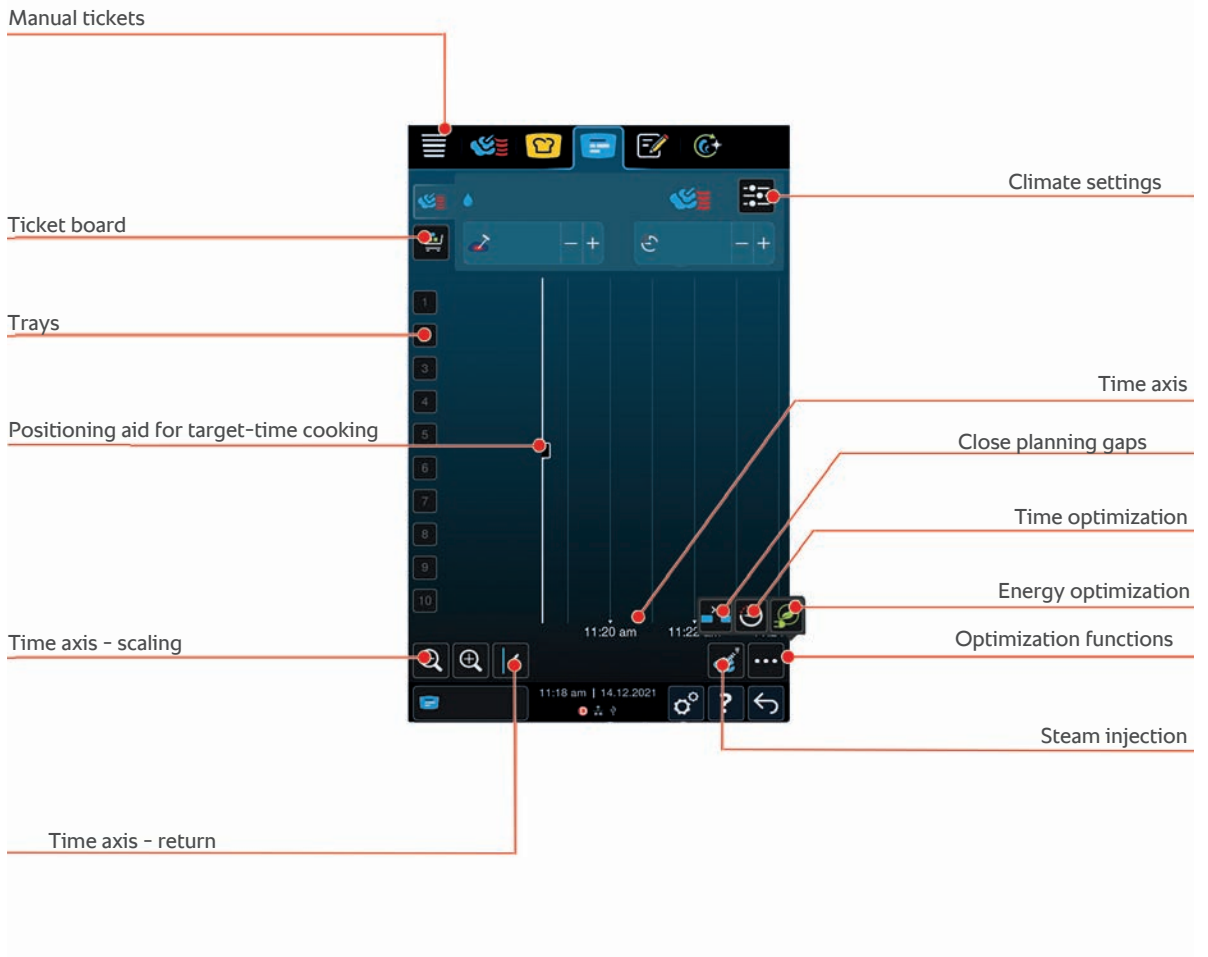 Manual tickets
Climate settings
Ticket board
1
Trays
3
4
Time axis
Positioning aid for target-time cooking
5
Close planning gaps
6
7
Time optimization
8
9
Energy optimization
10
11:20 am
Time axis - scaling
Optimization functions
11:18 am | 14.12.2021
?
Steam injection
Time axis - return